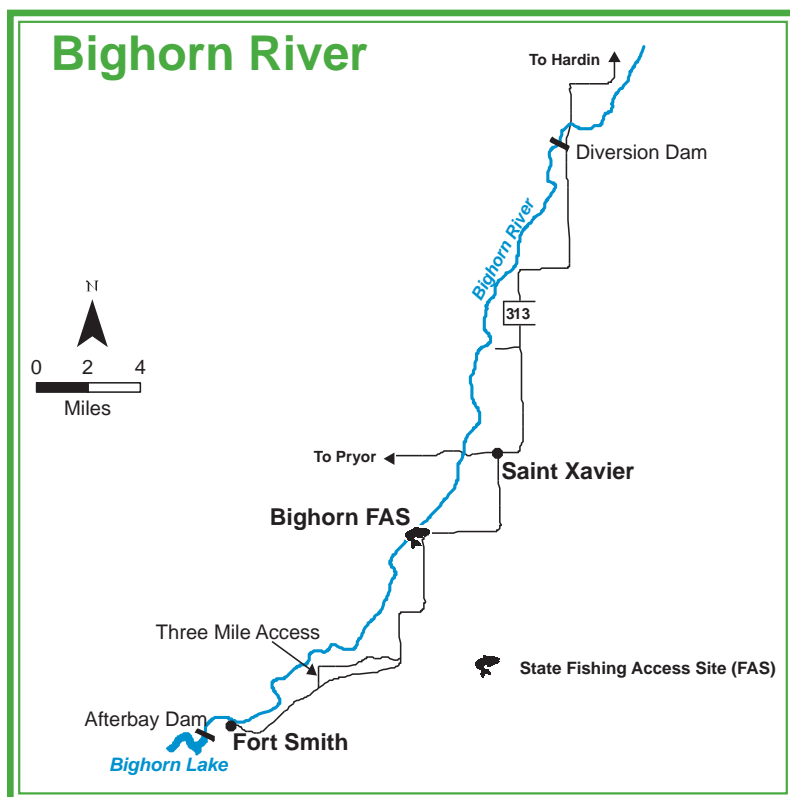 Bighorn River
To Hardin
Diversion Dam
Bighorn River
N
313
0 2 4
Miles
To Pryor
Saint Xavier
Bighorn FAS
Three Mile Access
State Fishing Access Site (FAS)
Afterbay Dam
Fort Smith
Bighorn Lake